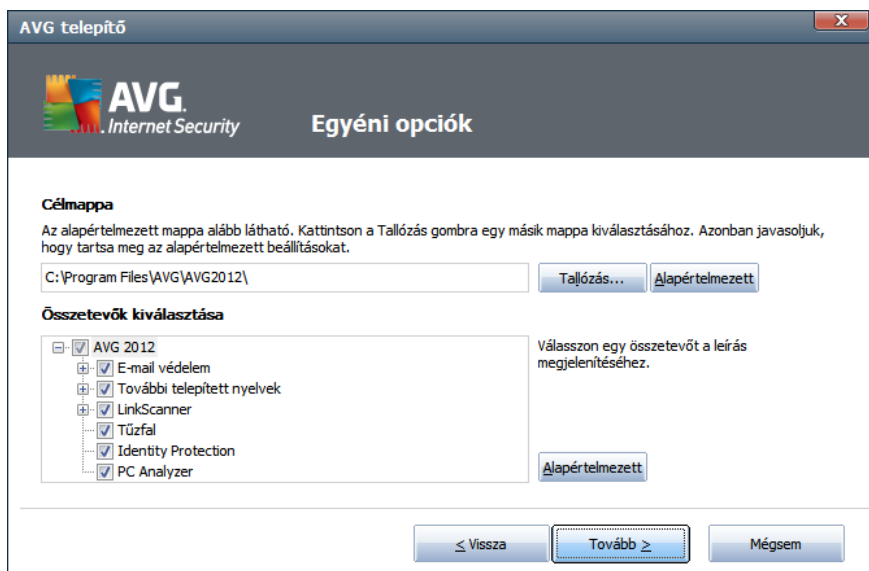 AVG telepítő
X
AVG.
Internet Security
Egyéni opciók
Célmappa
Az alapértelmezett mappa alább látható. Kattintson a Tallózás gombra egy másik mappa kiválasztásához. Azonban javasoljuk,
hogy tartsa meg az alapértelmezett beállításokat.
C:\Program Files\AVG\AVG2012\
Tallózás...
Alapértelmezett
Összetevők kiválasztása
AVG 2012
E-mail védelem
További telepített nyelvek
LinkScanner
Tűzfal
Identity Protection
PC Analyzer
Válasszon egy összetevőt a leírás
megjelenítéséhez.
Alapértelmezett
< Vissza
Tovább >
Mégsem